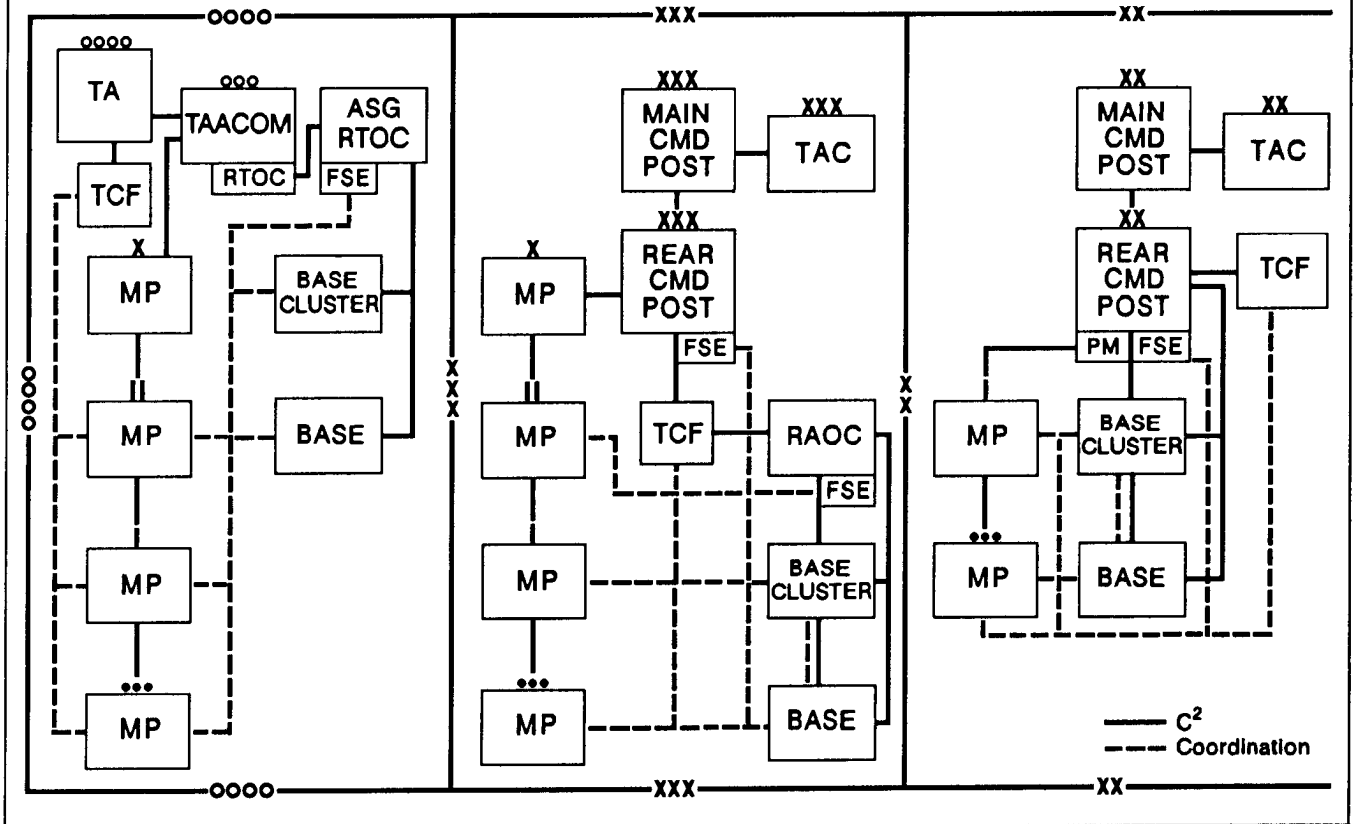 OOOO
XXX
XX
OOOO
TA
OOO
TAACOM
RTOC
ASG
RTOC
FSE
TCF
X
MP
BASE
CLUSTER
II
MP
BASE
MP
•••
MP
OOOO
OOOO
XXX
XXX
MAIN
CMD
POST
XXX
TAC
XXX
REAR
CMD
POST
FSE
X
MP
II
MP
TCF
RAOC
FSE
MP
BASE
CLUSTER
•••
MP
BASE
XXX
XX
XX
MAIN
CMD
POST
XX
TAC
XX
REAR
CMD
POST
PM
FSE
TCF
MP
BASE
CLUSTER
•••
MP
BASE
C²
Coordination
XX